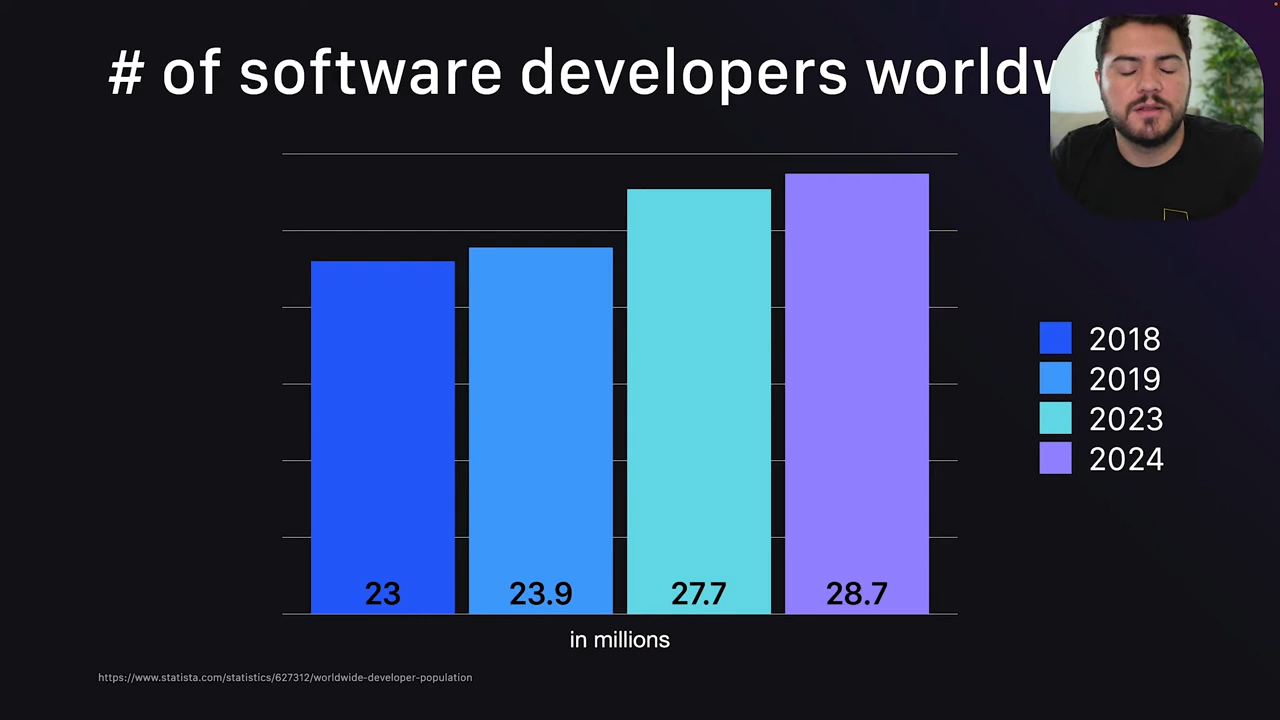 # of software developers world
2018
2019
2023
2024
23
23.9
27.7
28.7
in millions
https://www.statista.com/statistics/627312/worldwide-developer-population